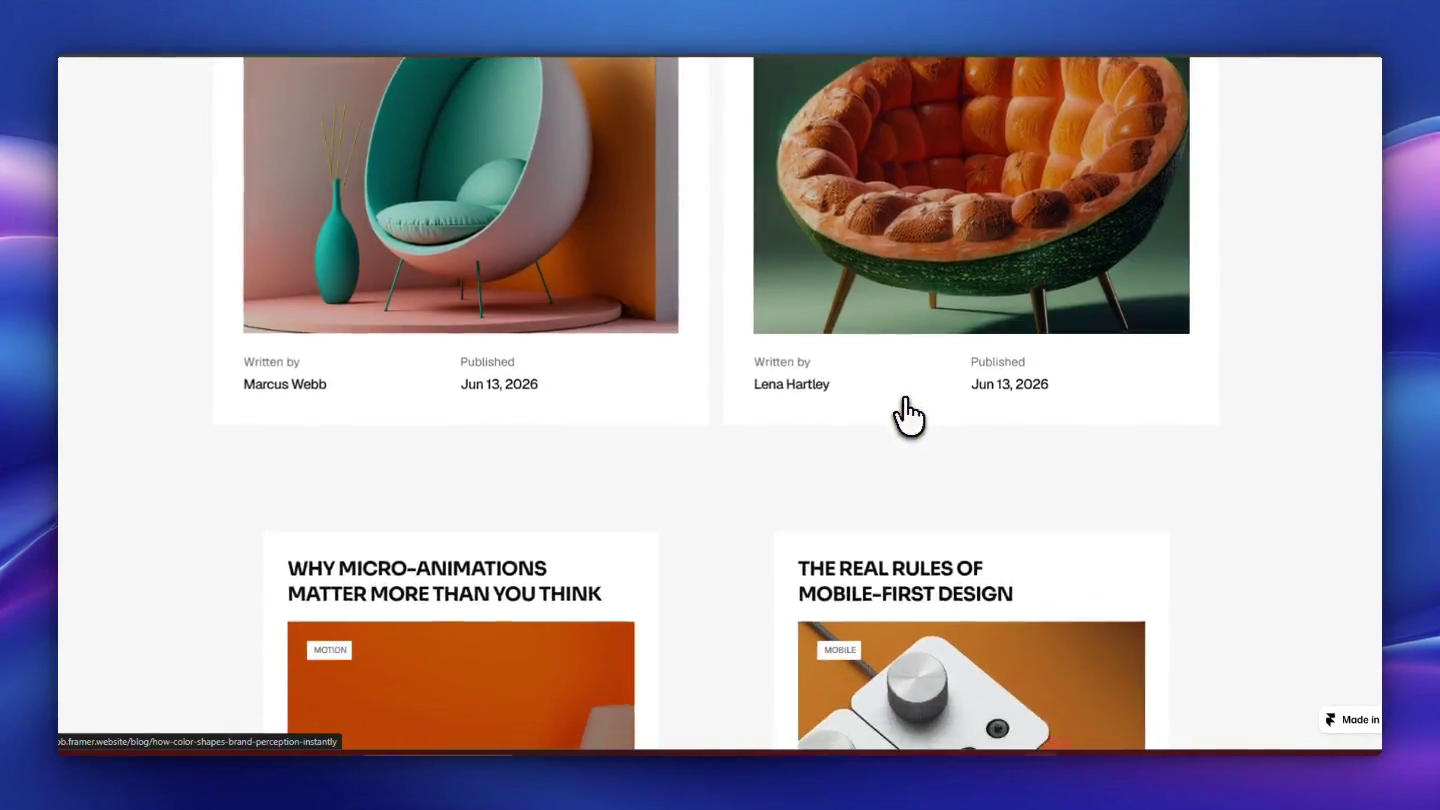 Written by
Marcus Webb
Published
Jun 13, 2026
Written by
Lena Hartley
Published
Jun 13, 2026
WHY MICRO-ANIMATIONS
MATTER MORE THAN YOU THINK
MOTION
THE REAL RULES OF
MOBILE-FIRST DESIGN
MOBILE
Made in
ob.framer.website/blog/how-color-shapes-brand-perception-instantly